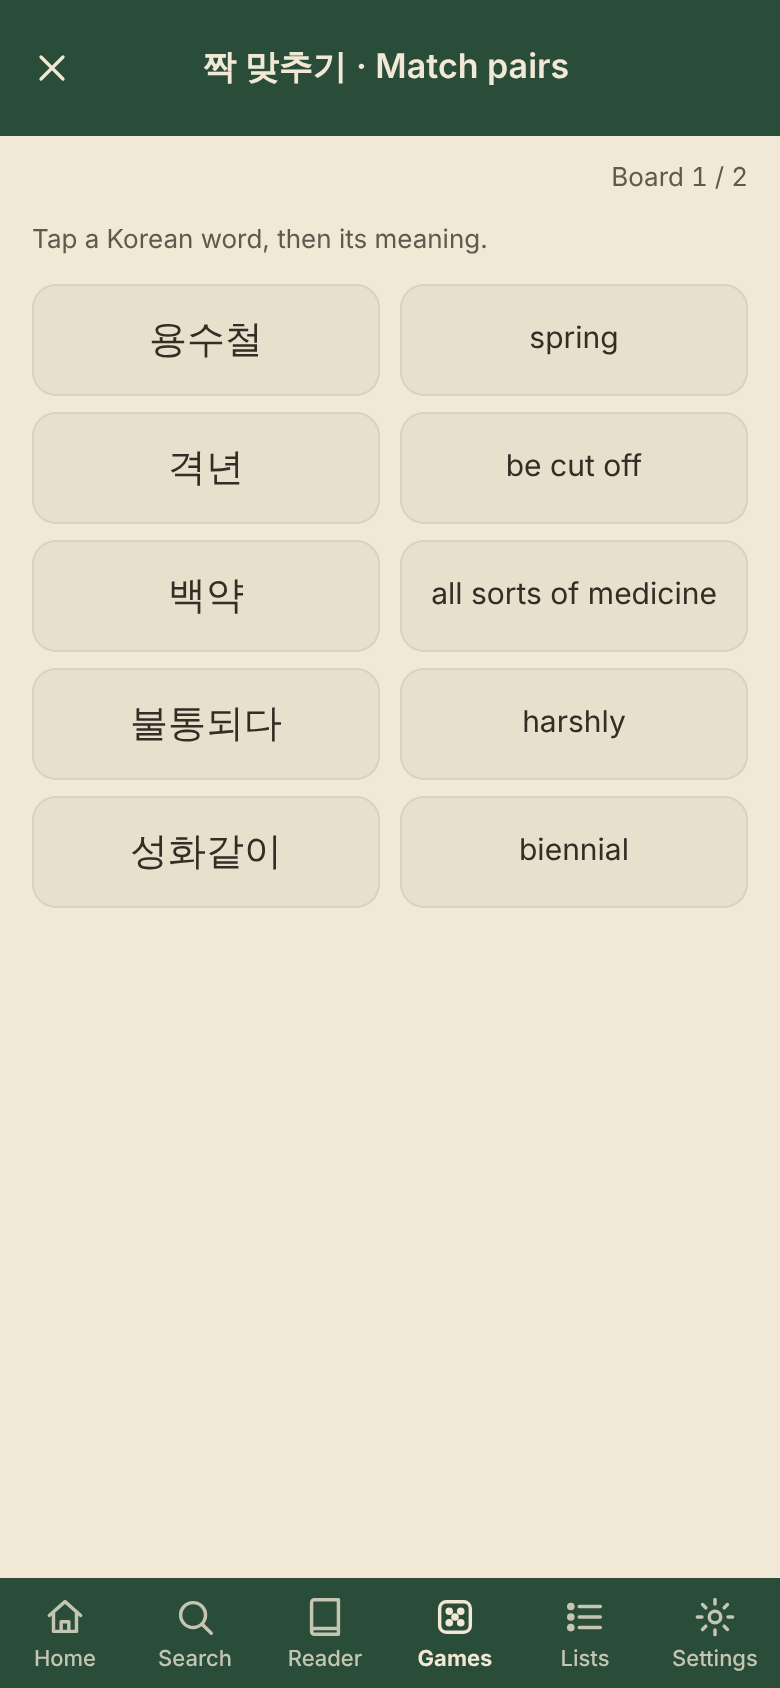 짝 맞추기 · Match pairs
Board 1 / 2
Tap a Korean word, then its meaning.
용수철
spring
격년
be cut off
백약
all sorts of medicine
불통되다
harshly
성화같이
biennial
Home
Search
Reader
Games
Lists
Settings